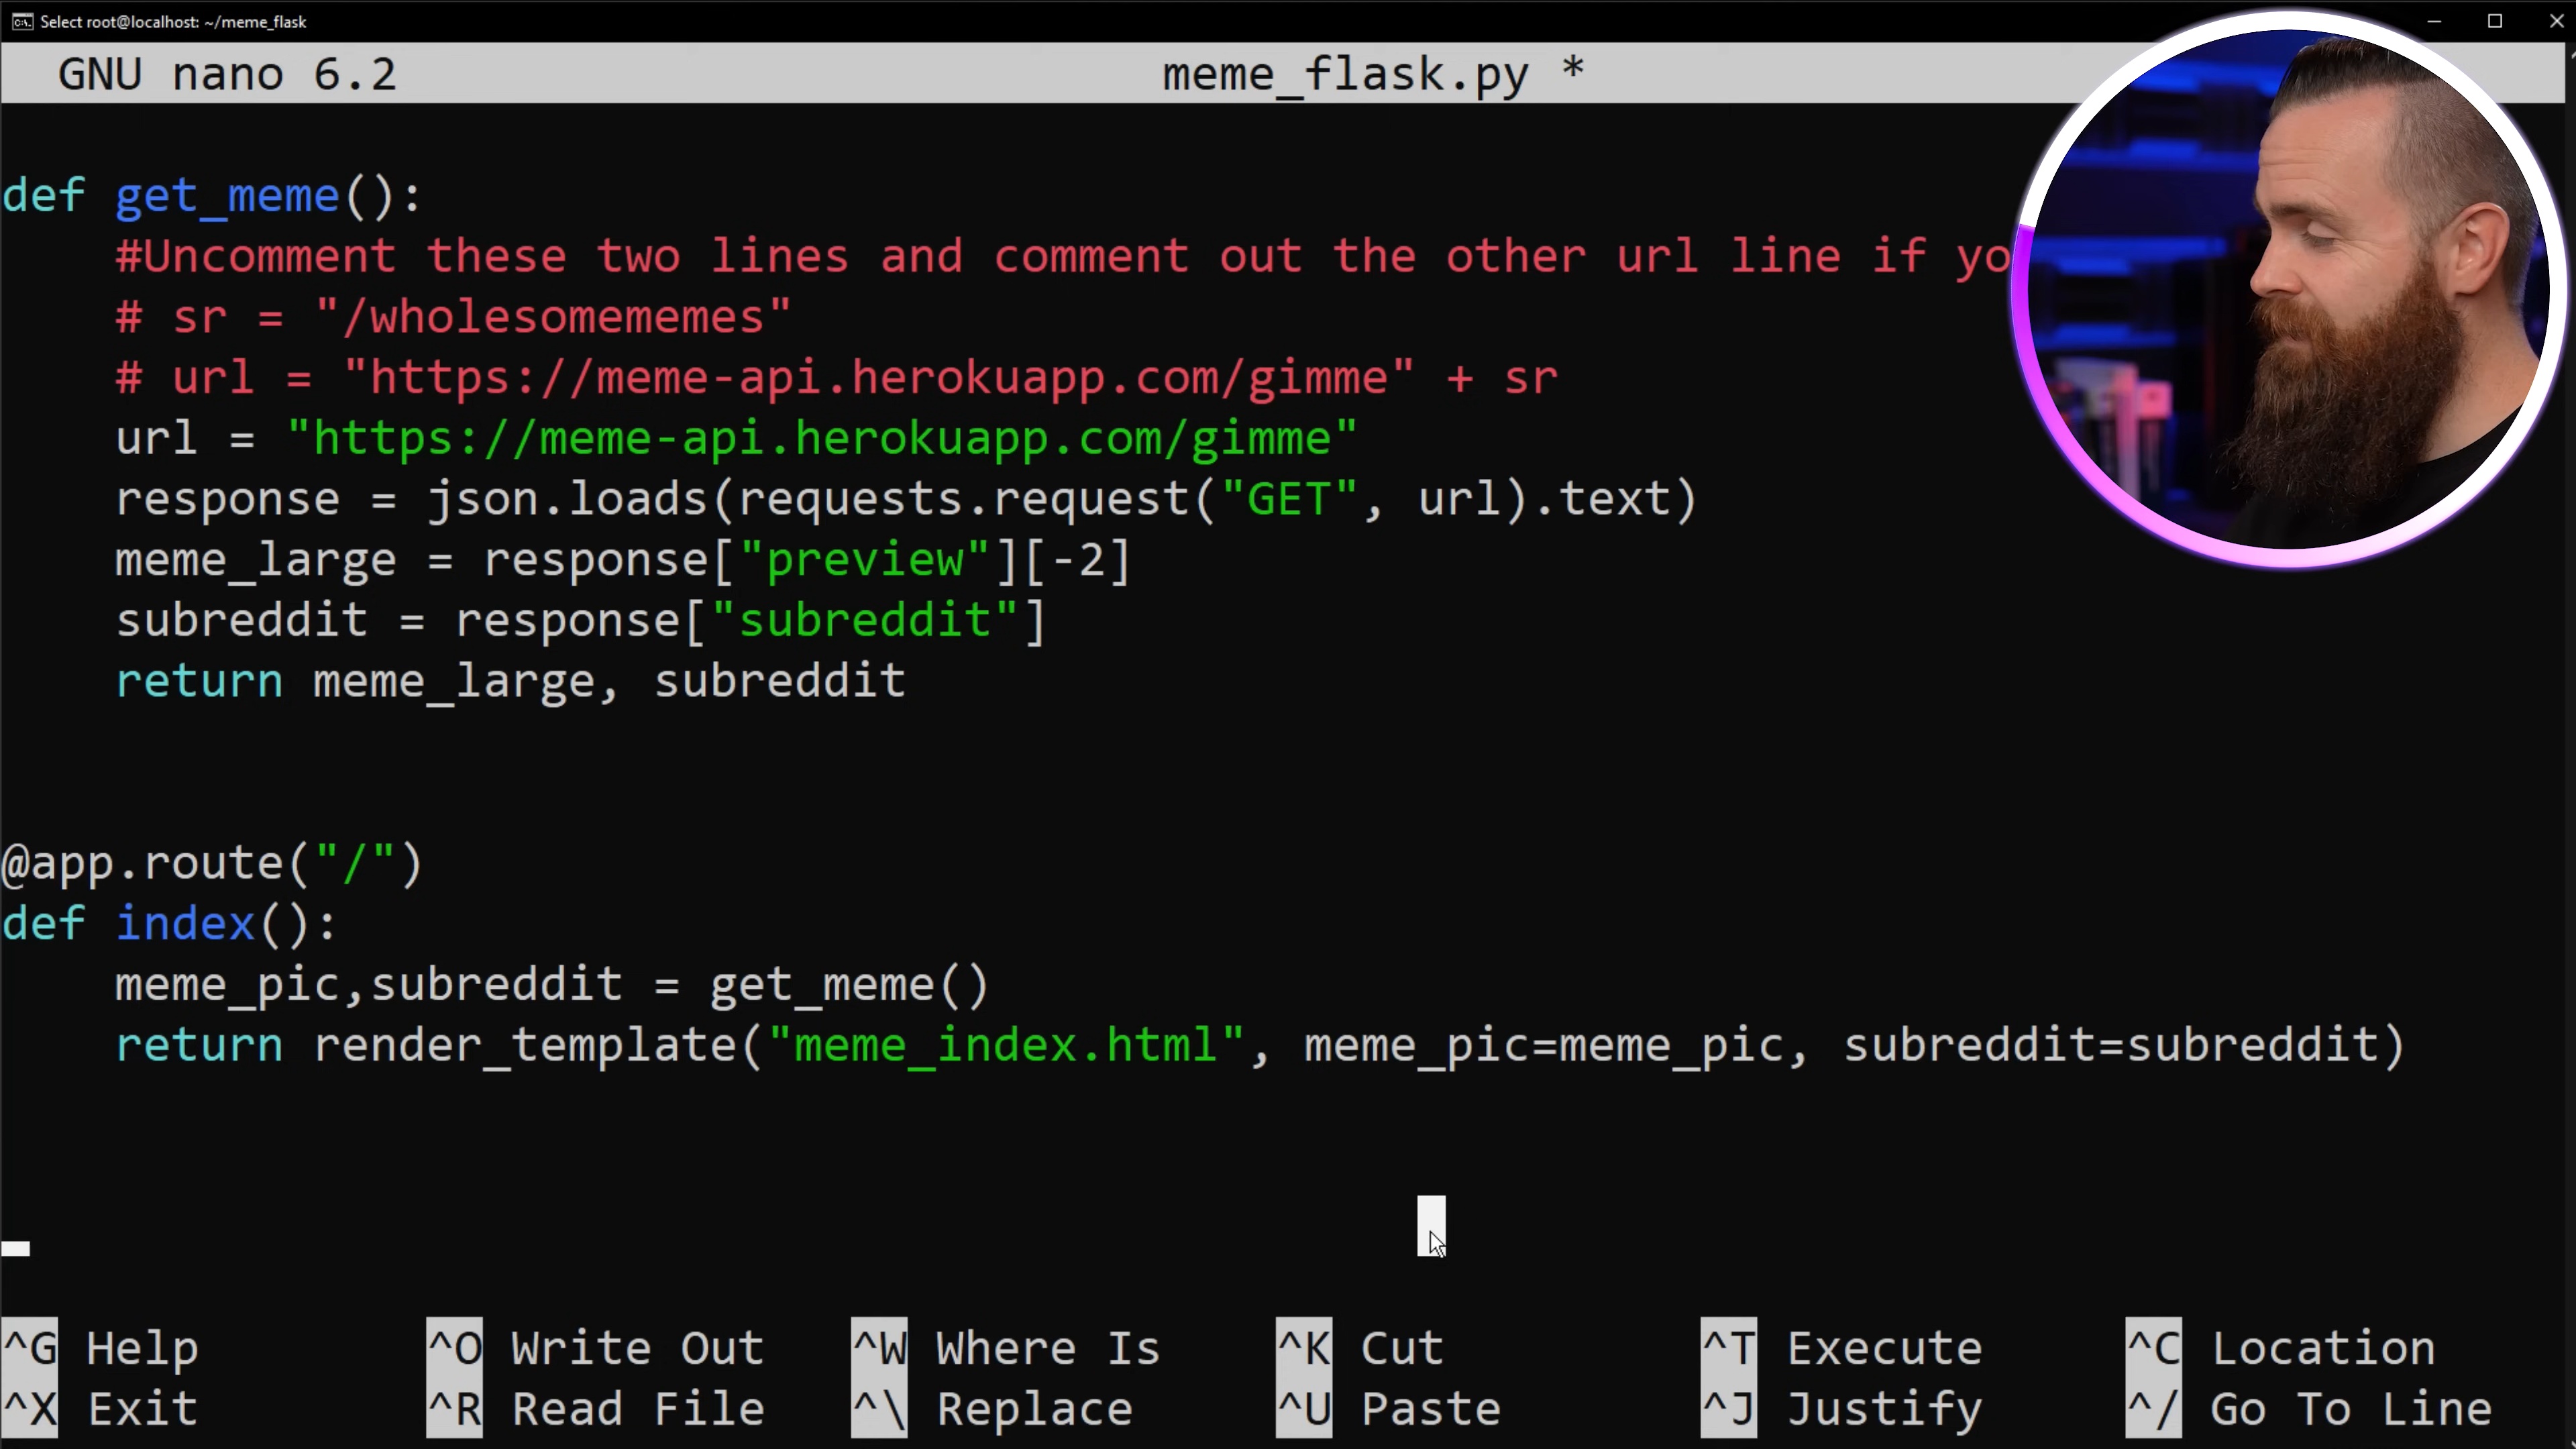 Select root@localhost: ~/meme_flask
GNU nano 6.2 meme_flask.py *
def get_meme():
#Uncomment these two lines and comment out the other url line if yo
# sr = "/wholesomememes"
# url = "https://meme-api.herokuapp.com/gimme" + sr
url = "https://meme-api.herokuapp.com/gimme"
response = json.loads(requests.request("GET", url).text)
meme_large = response["preview"][-2]
subreddit = response["subreddit"]
return meme_large, subreddit
@app.route("/")
def index():
meme_pic,subreddit = get_meme()
return render_template("meme_index.html", meme_pic=meme_pic, subreddit=subreddit)
^G Help ^O Write Out ^W Where Is ^K Cut ^T Execute ^C Location
^X Exit ^R Read File ^\ Replace ^U Paste ^J Justify ^/ Go To Line